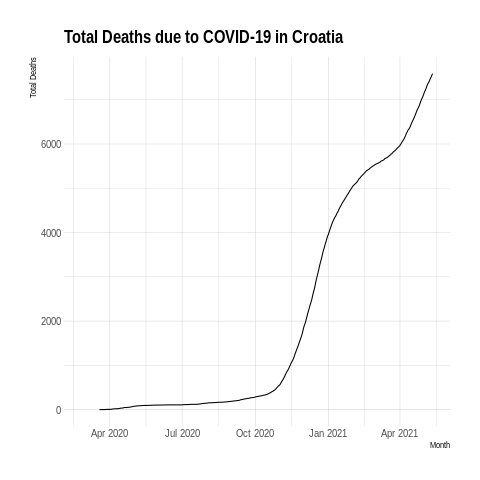 Total Deaths due to COVID-19 in Croatia
Total Deaths
6000
4000
2000
0
Apr 2020 Jul 2020 Oct 2020 Jan 2021 Apr 2021
Month